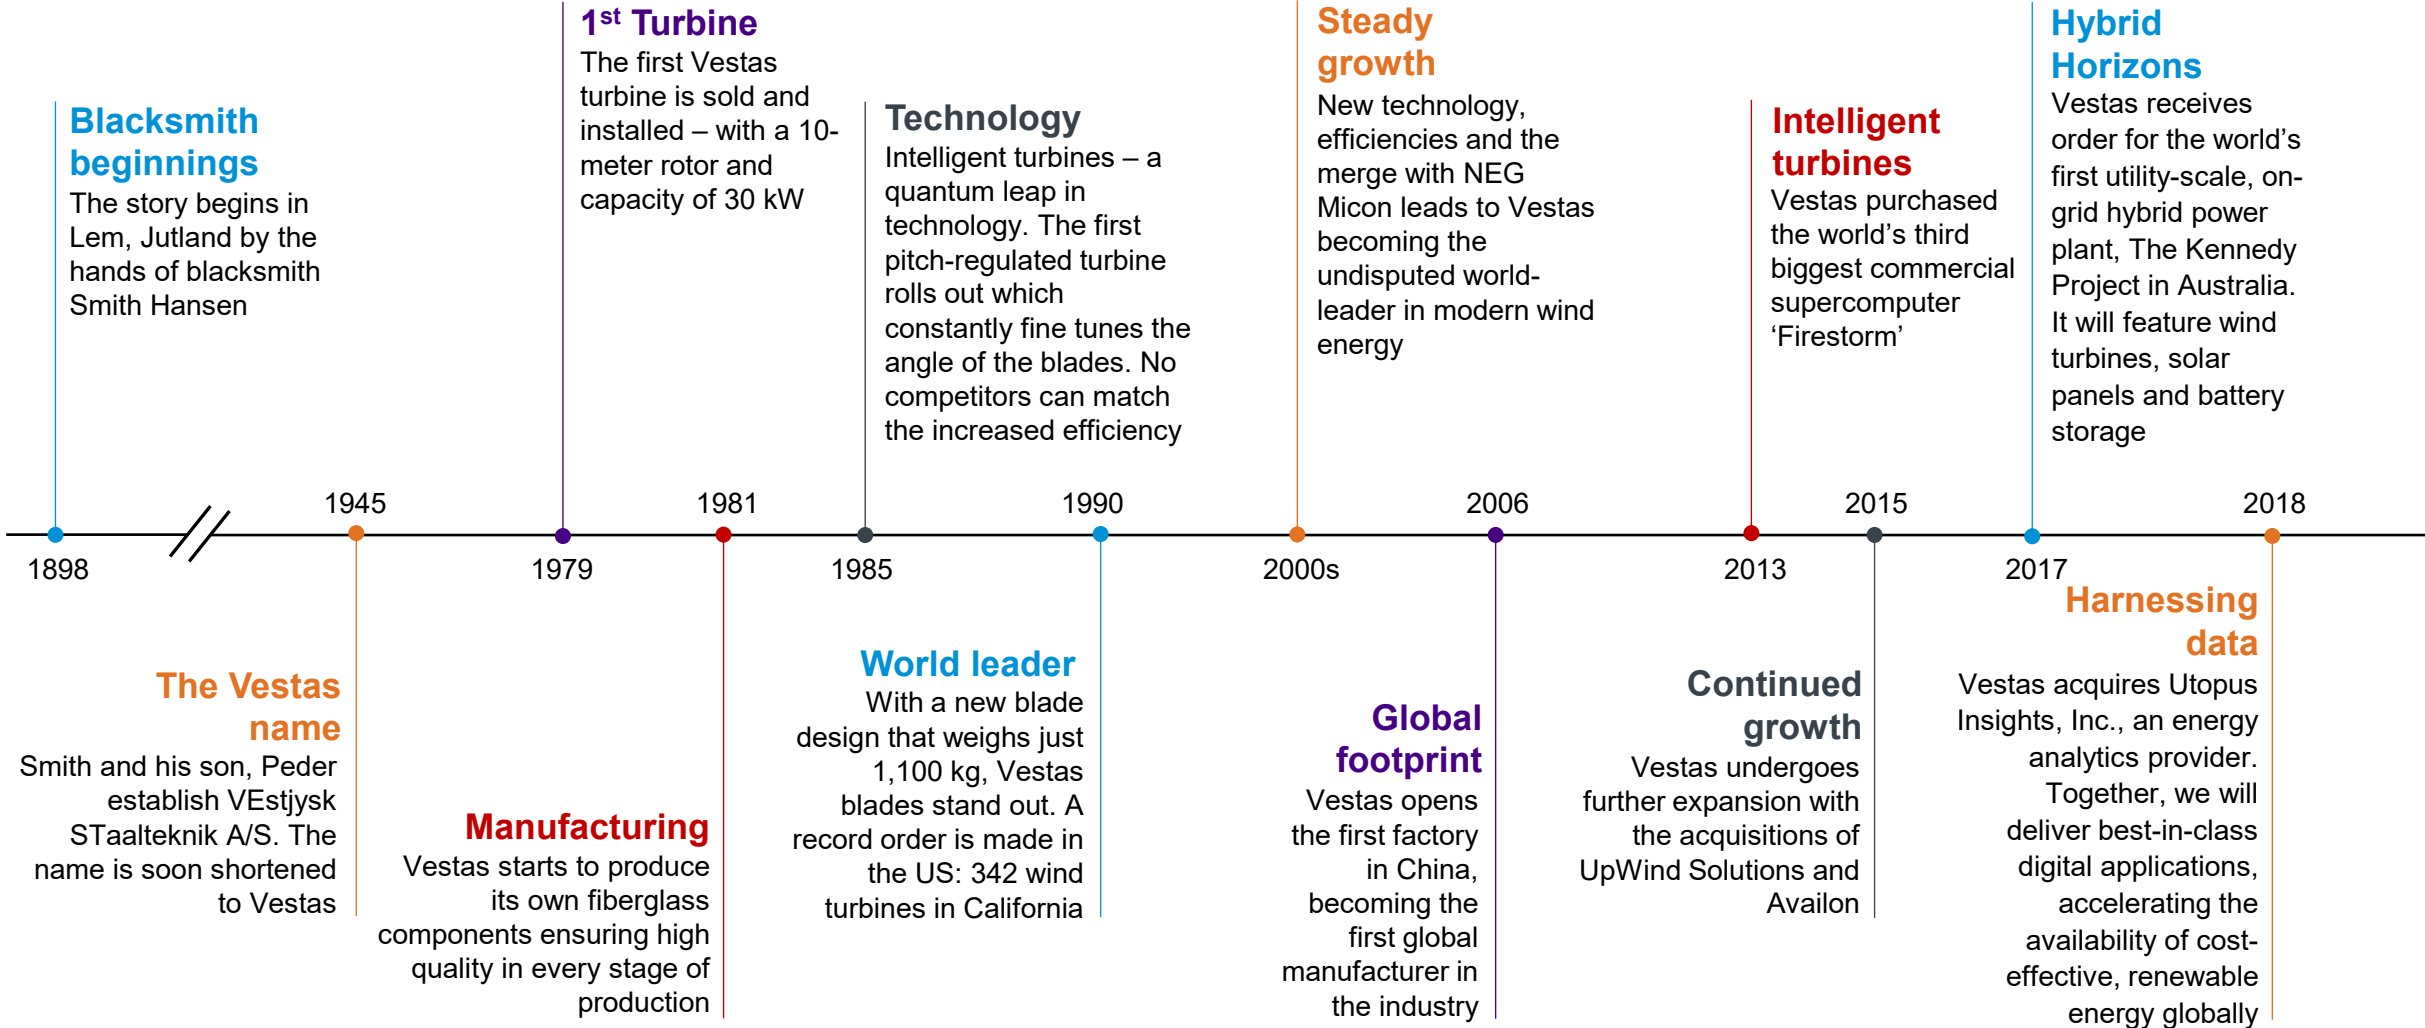 Blacksmith
beginnings
The story begins in
Lem, Jutland by the
hands of blacksmith
Smith Hansen
1898
1945
The Vestas
name
Smith and his son, Peder
establish VEstjysk
STaalteknik A/S. The
name is soon shortened
to Vestas
1st Turbine
The first Vestas
turbine is sold and
installed – with a 10-
meter rotor and
capacity of 30 kW
1979
1981
Manufacturing
Vestas starts to produce
its own fiberglass
components ensuring high
quality in every stage of
production
Technology
Intelligent turbines – a
quantum leap in
technology. The first
pitch-regulated turbine
rolls out which
constantly fine tunes the
angle of the blades. No
competitors can match
the increased efficiency
1985
1990
World leader
With a new blade
design that weighs just
1,100 kg, Vestas
blades stand out. A
record order is made in
the US: 342 wind
turbines in California
Steady
growth
New technology,
efficiencies and the
merge with NEG
Micon leads to Vestas
becoming the
undisputed world-
leader in modern wind
energy
2000s
2006
Global
footprint
Vestas opens
the first factory
in China,
becoming the
first global
manufacturer in
the industry
Intelligent
turbines
Vestas purchased
the world’s third
biggest commercial
supercomputer
‘Firestorm’
2013
2015
Continued
growth
Vestas undergoes
further expansion with
the acquisitions of
UpWind Solutions and
Availon
Hybrid
Horizons
Vestas receives
order for the world’s
first utility-scale, on-
grid hybrid power
plant, The Kennedy
Project in Australia.
It will feature wind
turbines, solar
panels and battery
storage
2017
2018
Harnessing
data
Vestas acquires Utopus
Insights, Inc., an energy
analytics provider.
Together, we will
deliver best-in-class
digital applications,
accelerating the
availability of cost-
effective, renewable
energy globally